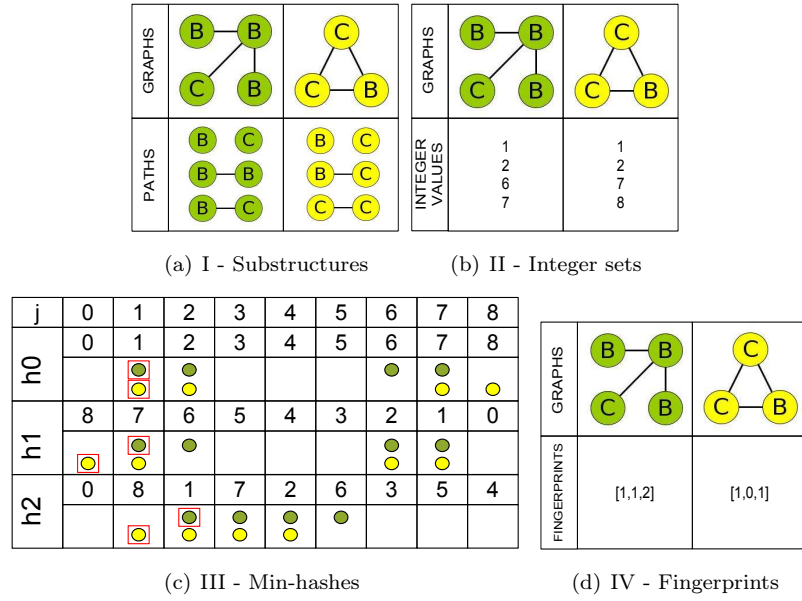 GRAPHS
B B
C B
C
C B
PATHS
B C
B B
B C
B C
B C
C C
(a) I - Substructures
GRAPHS
B B
C B
C
C B
INTEGER
VALUES
1
2
6
7
1
2
7
8
(b) II - Integer sets
j 0 1 2 3 4 5 6 7 8
h0
0 1 2 3 4 5 6 7 8
h1
8 7 6 5 4 3 2 1 0
h2
0 8 1 7 2 6 3 5 4
(c) III - Min-hashes
GRAPHS
B B
C B
C
C B
FINGERPRINTS
[1,1,2]
[1,0,1]
(d) IV - Fingerprints